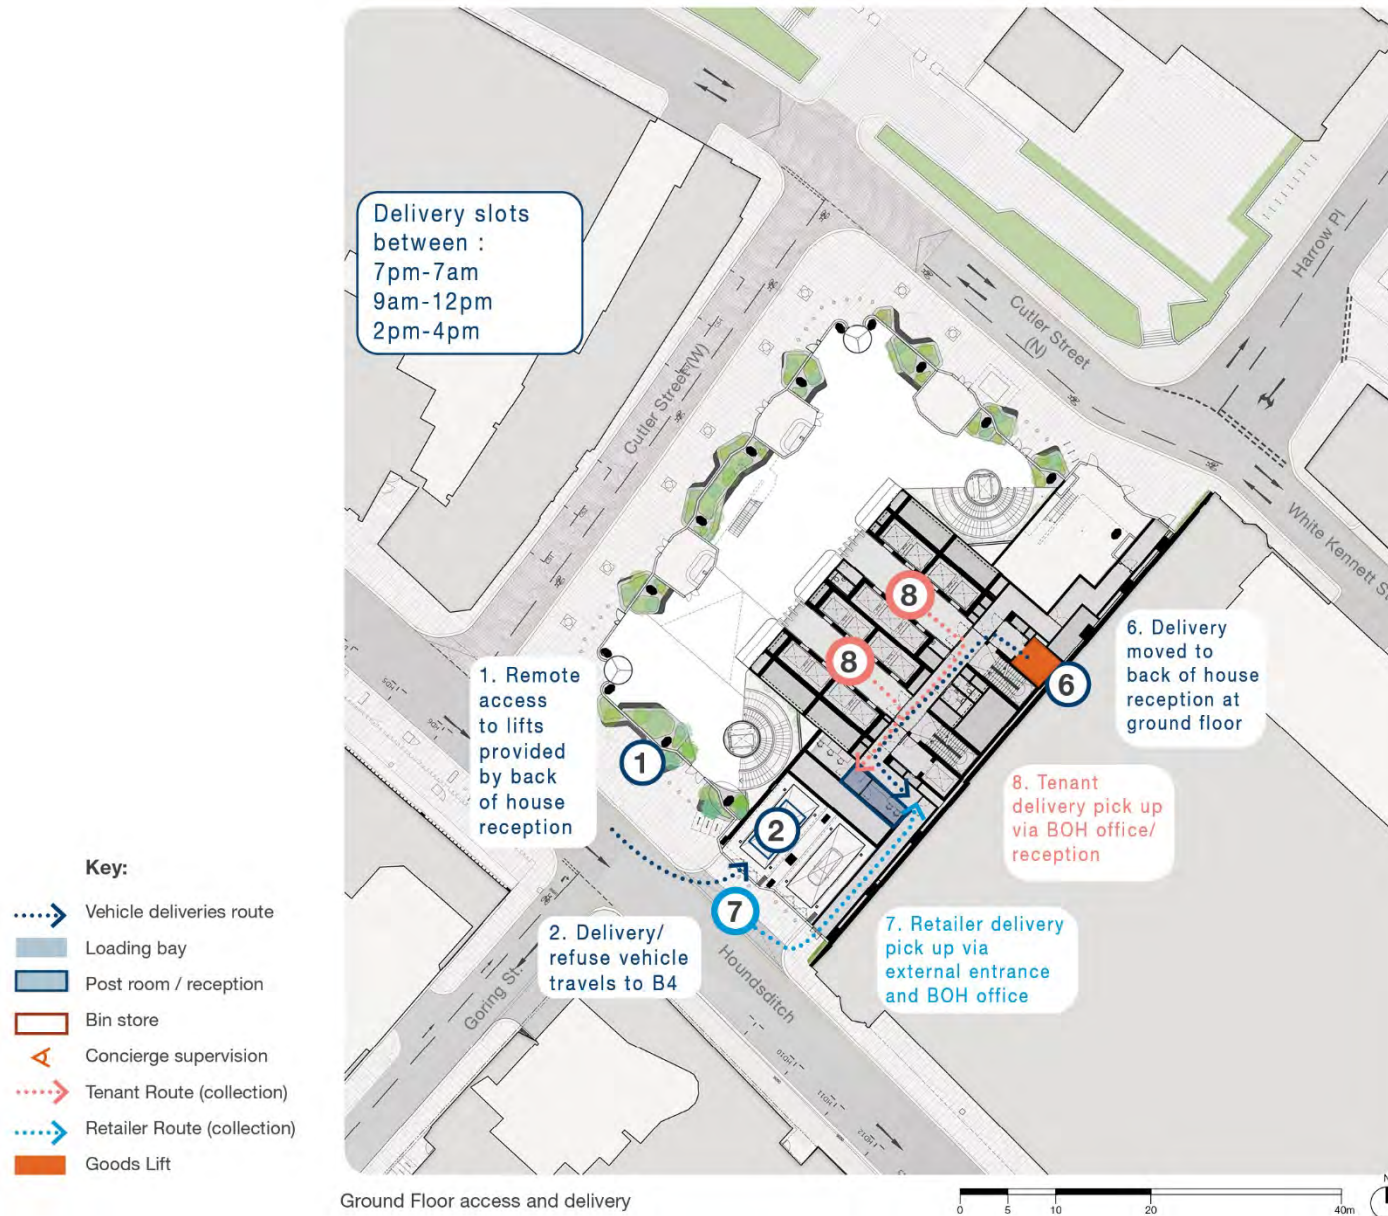 Delivery slots
between :
7pm-7am
9am-12pm
2pm-4pm
Harrow Pl
Cutler Street
(N)
Cutler Street (W)
White Kennett S
8
8
6
6. Delivery
moved to
back of house
reception at
ground floor
1. Remote
access
to lifts
provided
by back
of house
reception
1
2
8. Tenant
delivery pick up
via BOH office/
reception
7
7. Retailer delivery
pick up via
external entrance
and BOH office
2. Delivery/
refuse vehicle
travels to B4
Goring St.
Houndsditch
Key:
Vehicle deliveries route
Loading bay
Post room / reception
Bin store
Concierge supervision
Tenant Route (collection)
Retailer Route (collection)
Goods Lift
Ground Floor access and delivery
0 5 10 20 40m
N